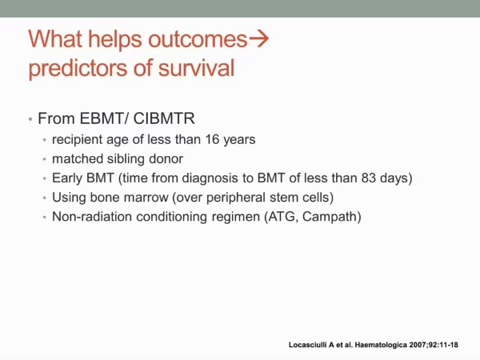 What helps outcomes→
predictors of survival
• From EBMT/ CIBMTR
• recipient age of less than 16 years
• matched sibling donor
• Early BMT (time from diagnosis to BMT of less than 83 days)
• Using bone marrow (over peripheral stem cells)
• Non-radiation conditioning regimen (ATG, Campath)
Locasciulli A et al. Haematologica 2007;92:11-18